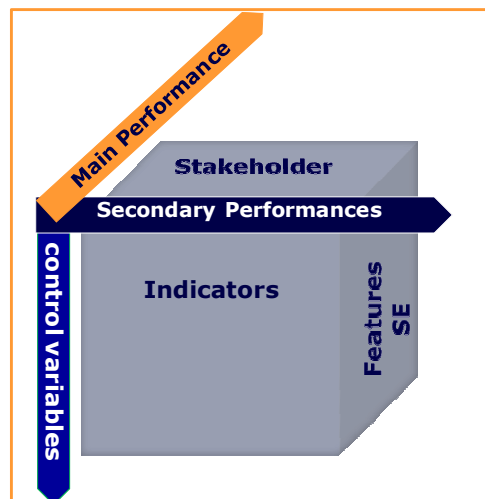 Main Performance
Stakeholder
Secondary Performances
control variables
Indicators
Features
SE